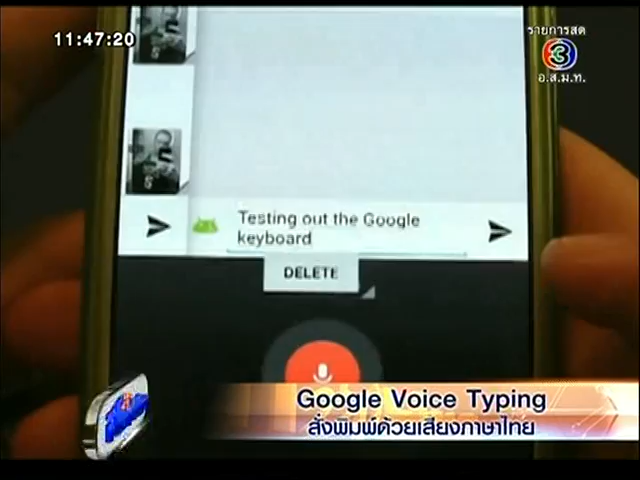 11:47:20
รายการสด
3
อ.ส.ม.ท.
Testing out the Google
keyboard
DELETE
Google Voice Typing
สั่งพิมพ์ด้วยเสียงภาษาไทย